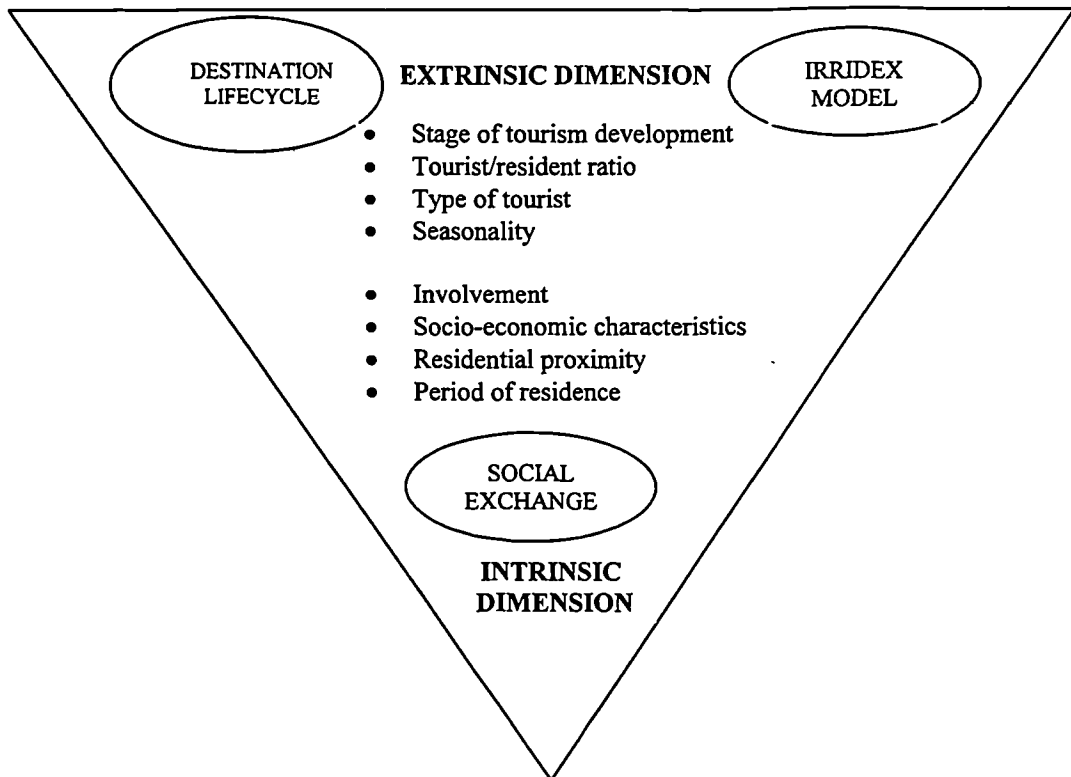 DESTINATION
LIFECYCLE
EXTRINSIC DIMENSION
IRRIDEX
MODEL
• Stage of tourism development
• Tourist/resident ratio
• Type of tourist
• Seasonality
• Involvement
• Socio-economic characteristics
• Residential proximity
• Period of residence
SOCIAL
EXCHANGE
INTRINSIC
DIMENSION